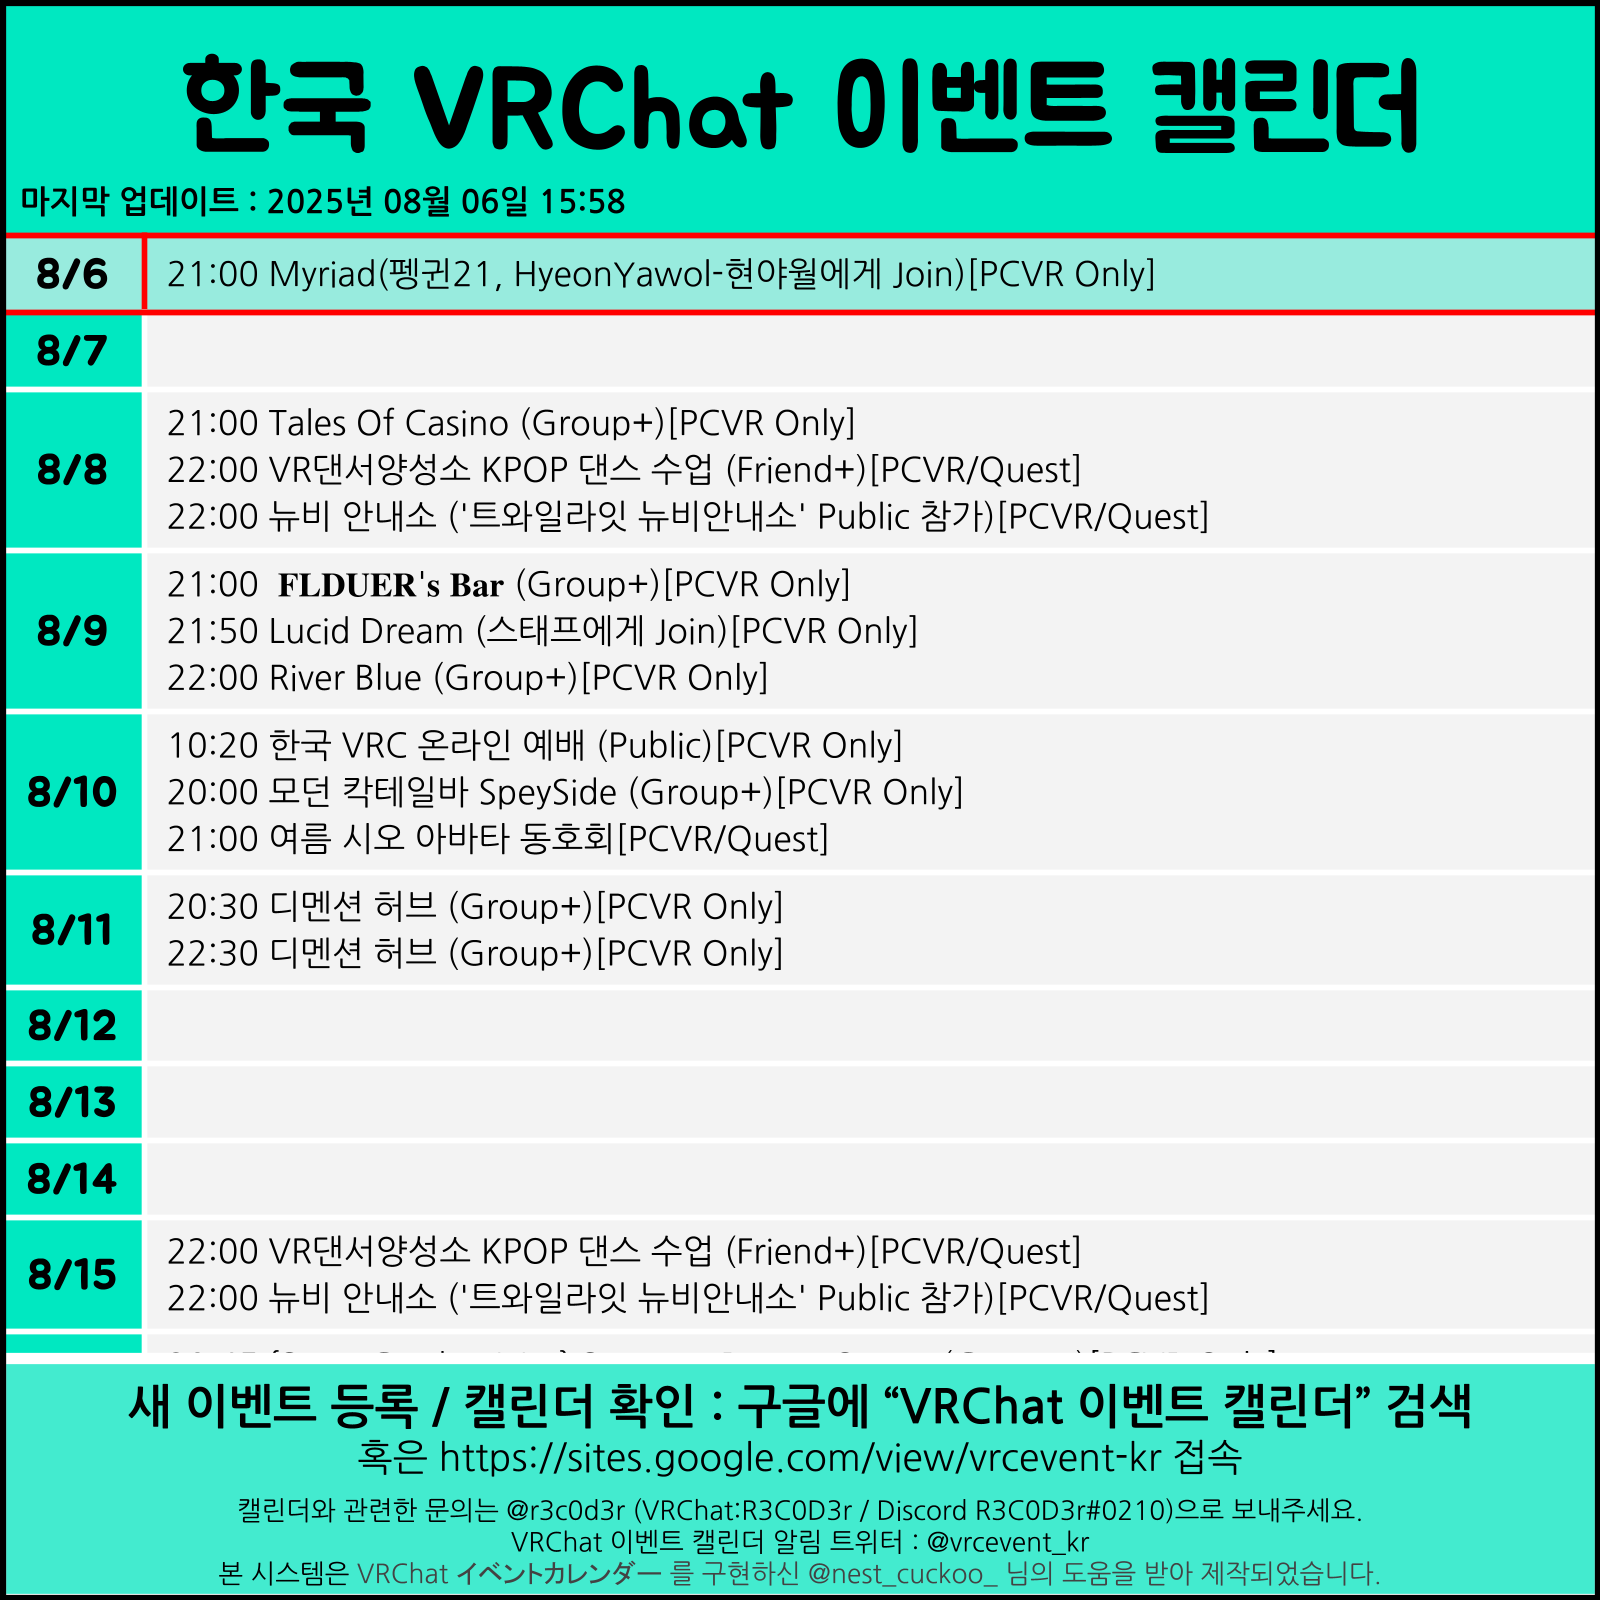 한국 VRChat 이벤트 캘린더
마지막 업데이트 : 2025년 08월 06일 15:58
8/6
21:00 Myriad(펭귄21, HyeonYawol-현야월에게 Join)[PCVR Only]
8/7
8/8
21:00 Tales Of Casino (Group+)[PCVR Only]
22:00 VR댄서양성소 KPOP 댄스 수업 (Friend+)[PCVR/Quest]
22:00 뉴비 안내소 ('트와일라잇 뉴비안내소' Public 참가)[PCVR/Quest]
8/9
21:00 FLDUER's Bar (Group+)[PCVR Only]
21:50 Lucid Dream (스태프에게 Join)[PCVR Only]
22:00 River Blue (Group+)[PCVR Only]
8/10
10:20 한국 VRC 온라인 예배 (Public)[PCVR Only]
20:00 모던 칵테일바 SpeySide (Group+)[PCVR Only]
21:00 여름 시오 아바타 동호회[PCVR/Quest]
8/11
20:30 디멘션 허브 (Group+)[PCVR Only]
22:30 디멘션 허브 (Group+)[PCVR Only]
8/12
8/13
8/14
8/15
22:00 VR댄서양성소 KPOP 댄스 수업 (Friend+)[PCVR/Quest]
22:00 뉴비 안내소 ('트와일라잇 뉴비안내소' Public 참가)[PCVR/Quest]
새 이벤트 등록 / 캘린더 확인 : 구글에 “VRChat 이벤트 캘린더” 검색
혹은 https://sites.google.com/view/vrcevent-kr 접속
캘린더와 관련한 문의는 @r3c0d3r (VRChat:R3C0D3r / Discord R3C0D3r#0210)으로 보내주세요.
VRChat 이벤트 캘린더 알림 트위터 : @vrcevent_kr
본 시스템은 VRChat イベントカレンダー 를 구현하신 @nest_cuckoo_ 님의 도움을 받아 제작되었습니다.